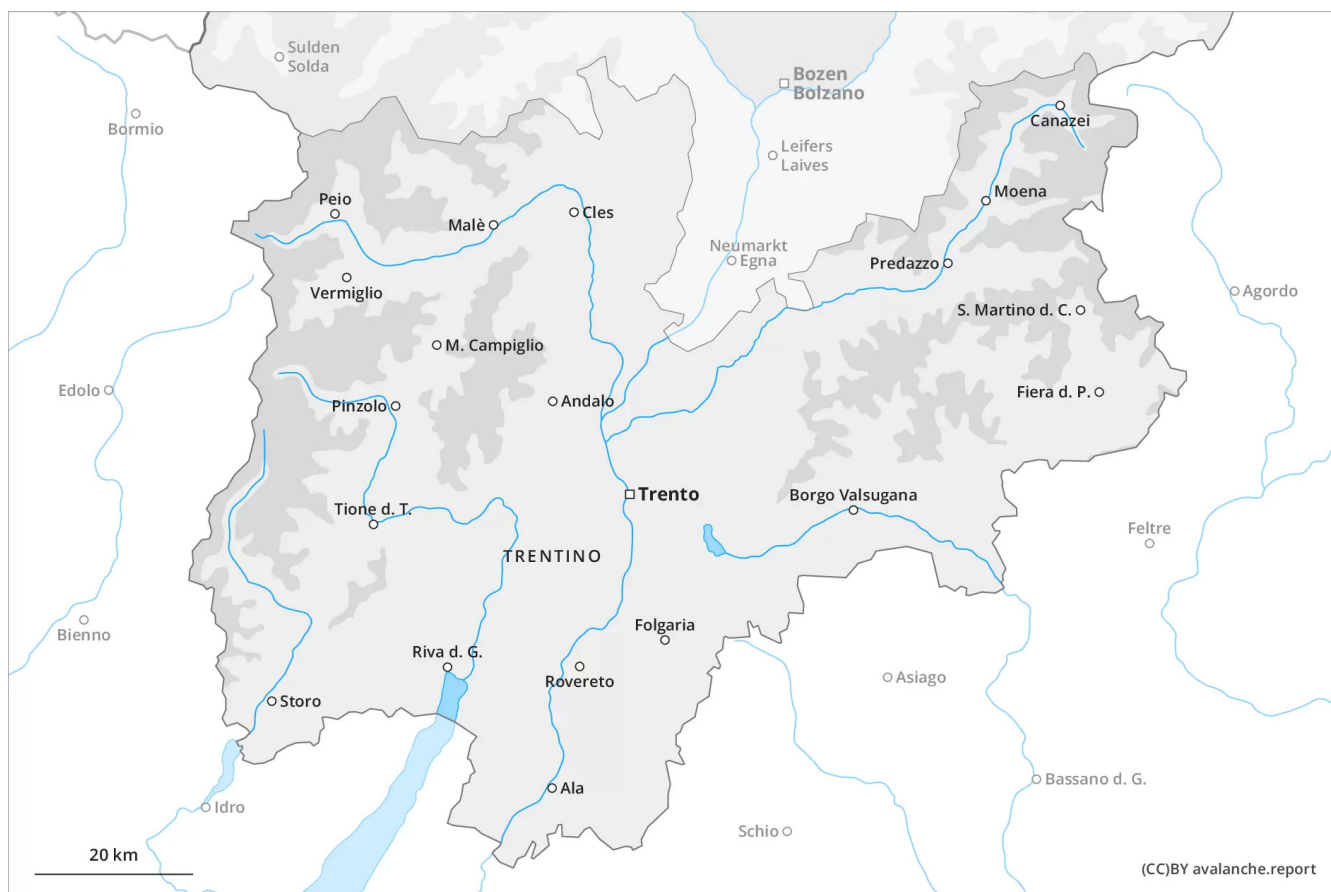 Sulden
Solda
Bozen
Bolzano
Bormio
Canazei
Leifers
Laives
Peio
Moena
Malè
Cles
Neumarkt
Egna
Predazzo
Vermiglio
Agordo
S. Martino d. C.
M. Campiglio
Edolo
Fiera d. P.
Pinzolo
Andalo
Trento
Borgo Valsugana
Tione d. T.
Feltre
TRENTINO
Bienno
Folgaria
Riva d. G.
Rovereto
Asiago
Storo
Bassano d. G.
Ala
Idro
Schio
20 km
(CC)BY avalanche.report